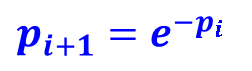 p_{i+1} = e^{-p_i}